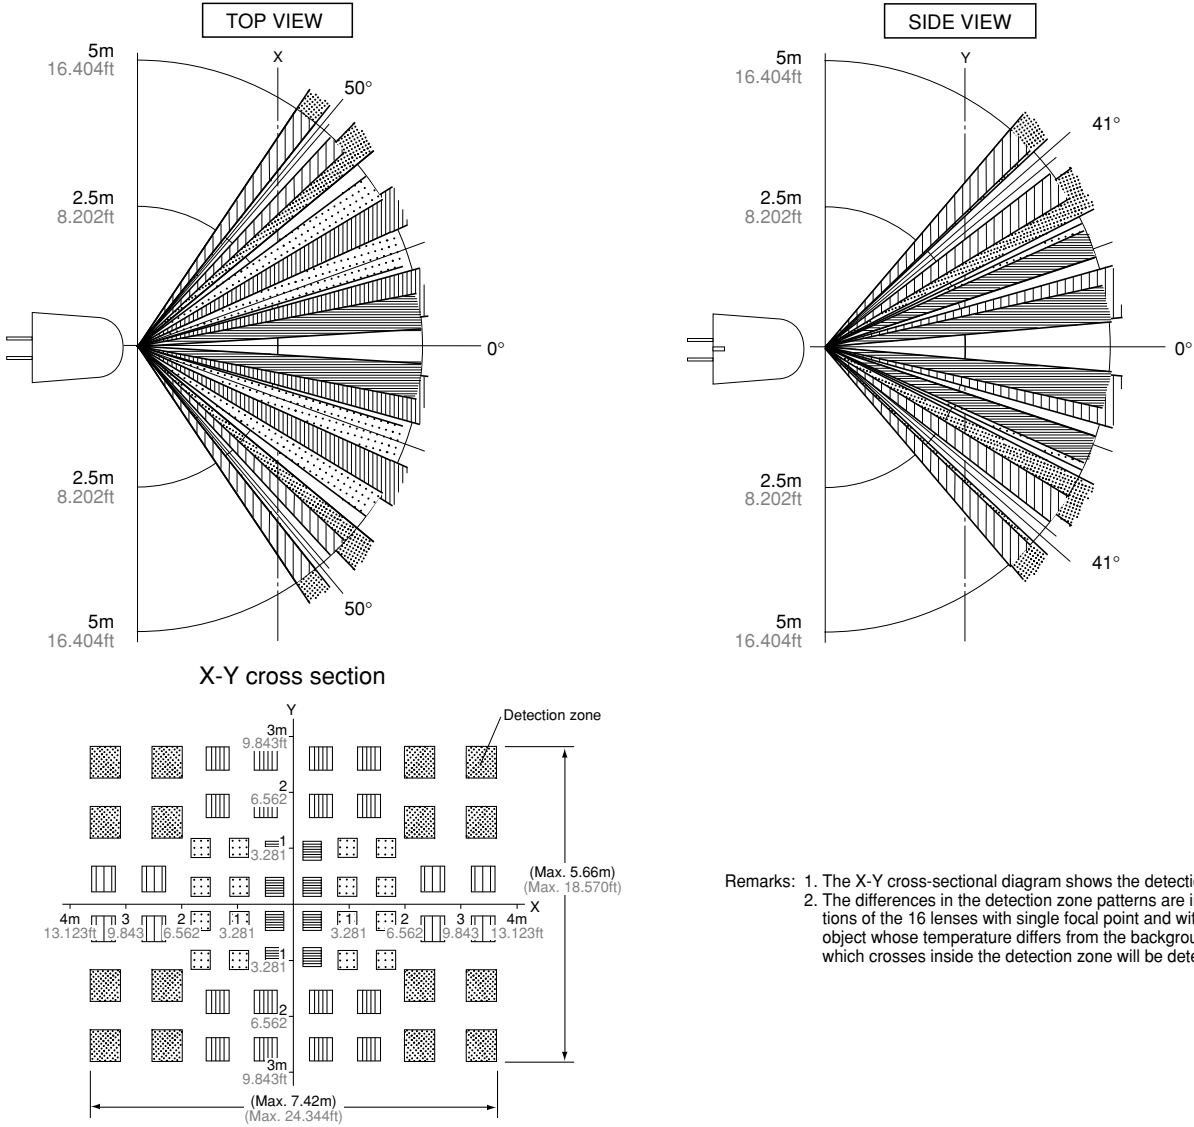 TOP VIEW
SIDE VIEW
5m
16.404ft
X
50°
2.5m
8.202ft
0°
2.5m
8.202ft
50°
5m
16.404ft
5m
16.404ft
Y
41°
2.5m
8.202ft
0°
2.5m
8.202ft
41°
5m
16.404ft
X-Y cross section
Y
Detection zone
3m
9.843ft
2
6.562
1
3.281
(Max. 5.66m)
(Max. 18.570ft)
X
4m 3 2 1 1 2 3 4m
13.123ft 9.843 6.562 3.281 3.281 6.562 9.843 13.123ft
1
3.281
2
6.562
3m
9.843ft
(Max. 7.42m)
(Max. 24.344ft)
Remarks: 1. The X-Y cross-sectional diagram shows the detecti
2. The differences in the detection zone patterns are i
tions of the 16 lenses with single focal point and wi
object whose temperature differs from the backgrou
which crosses inside the detection zone will be dete